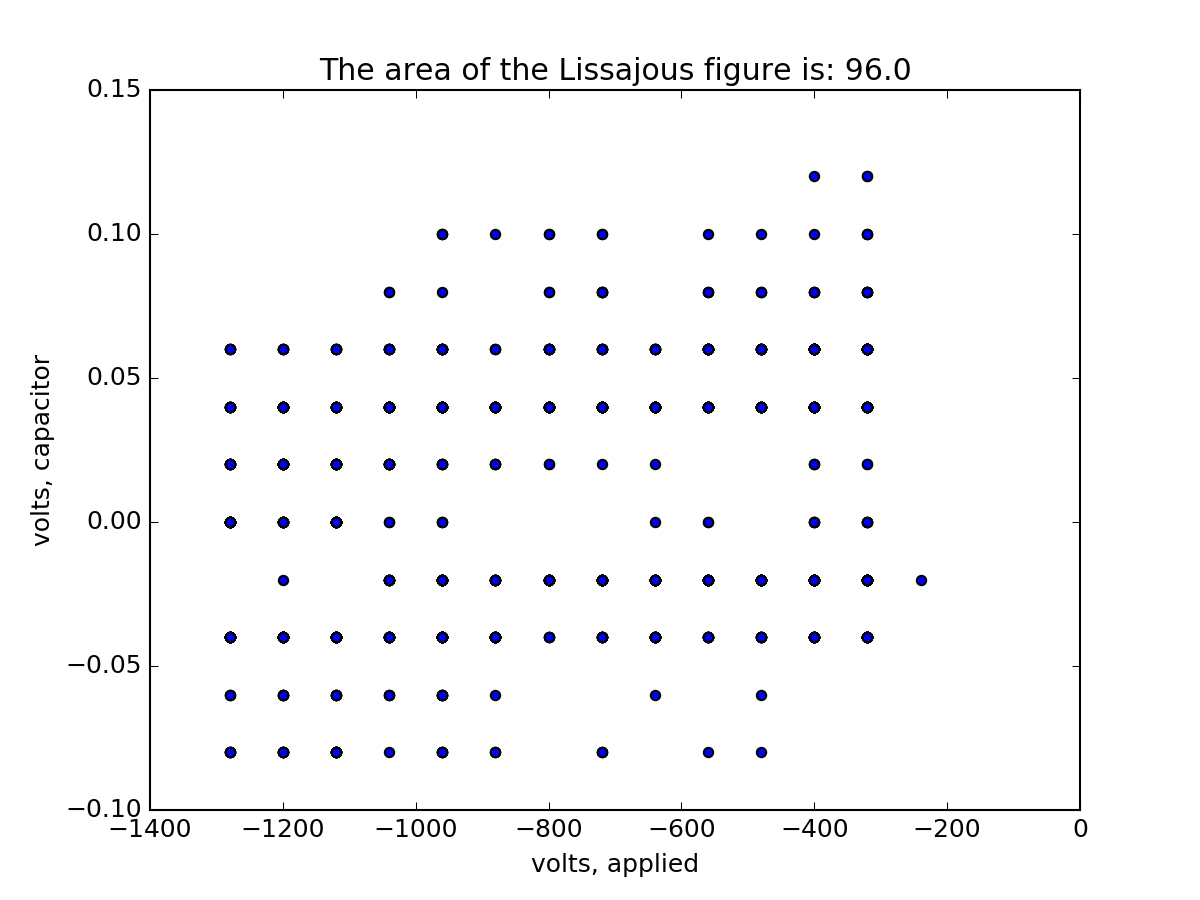 The area of the Lissajous figure is: 96.0
0.15
0.10
0.05
0.00
−0.05
−0.10
volts, capacitor
−1400 −1200 −1000 −800 −600 −400 −200 0
volts, applied